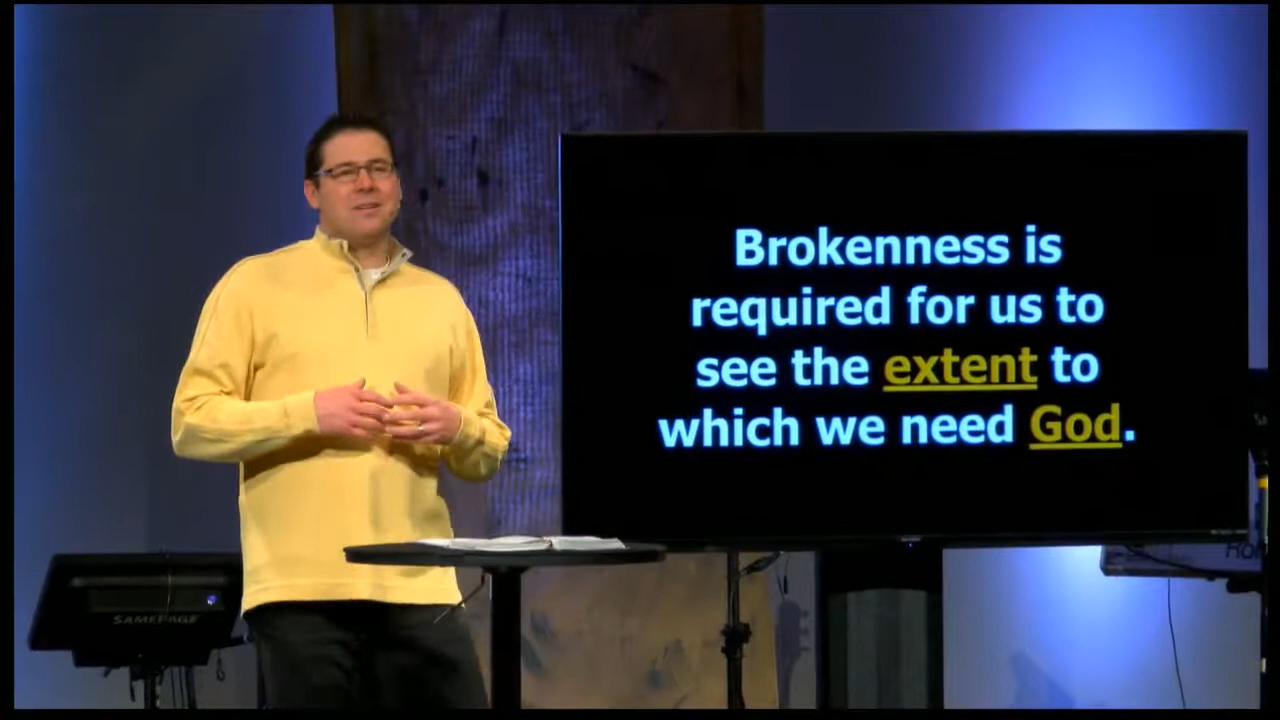 Brokenness is
required for us to
see the extent to
which we need God.
SAMEPAGE